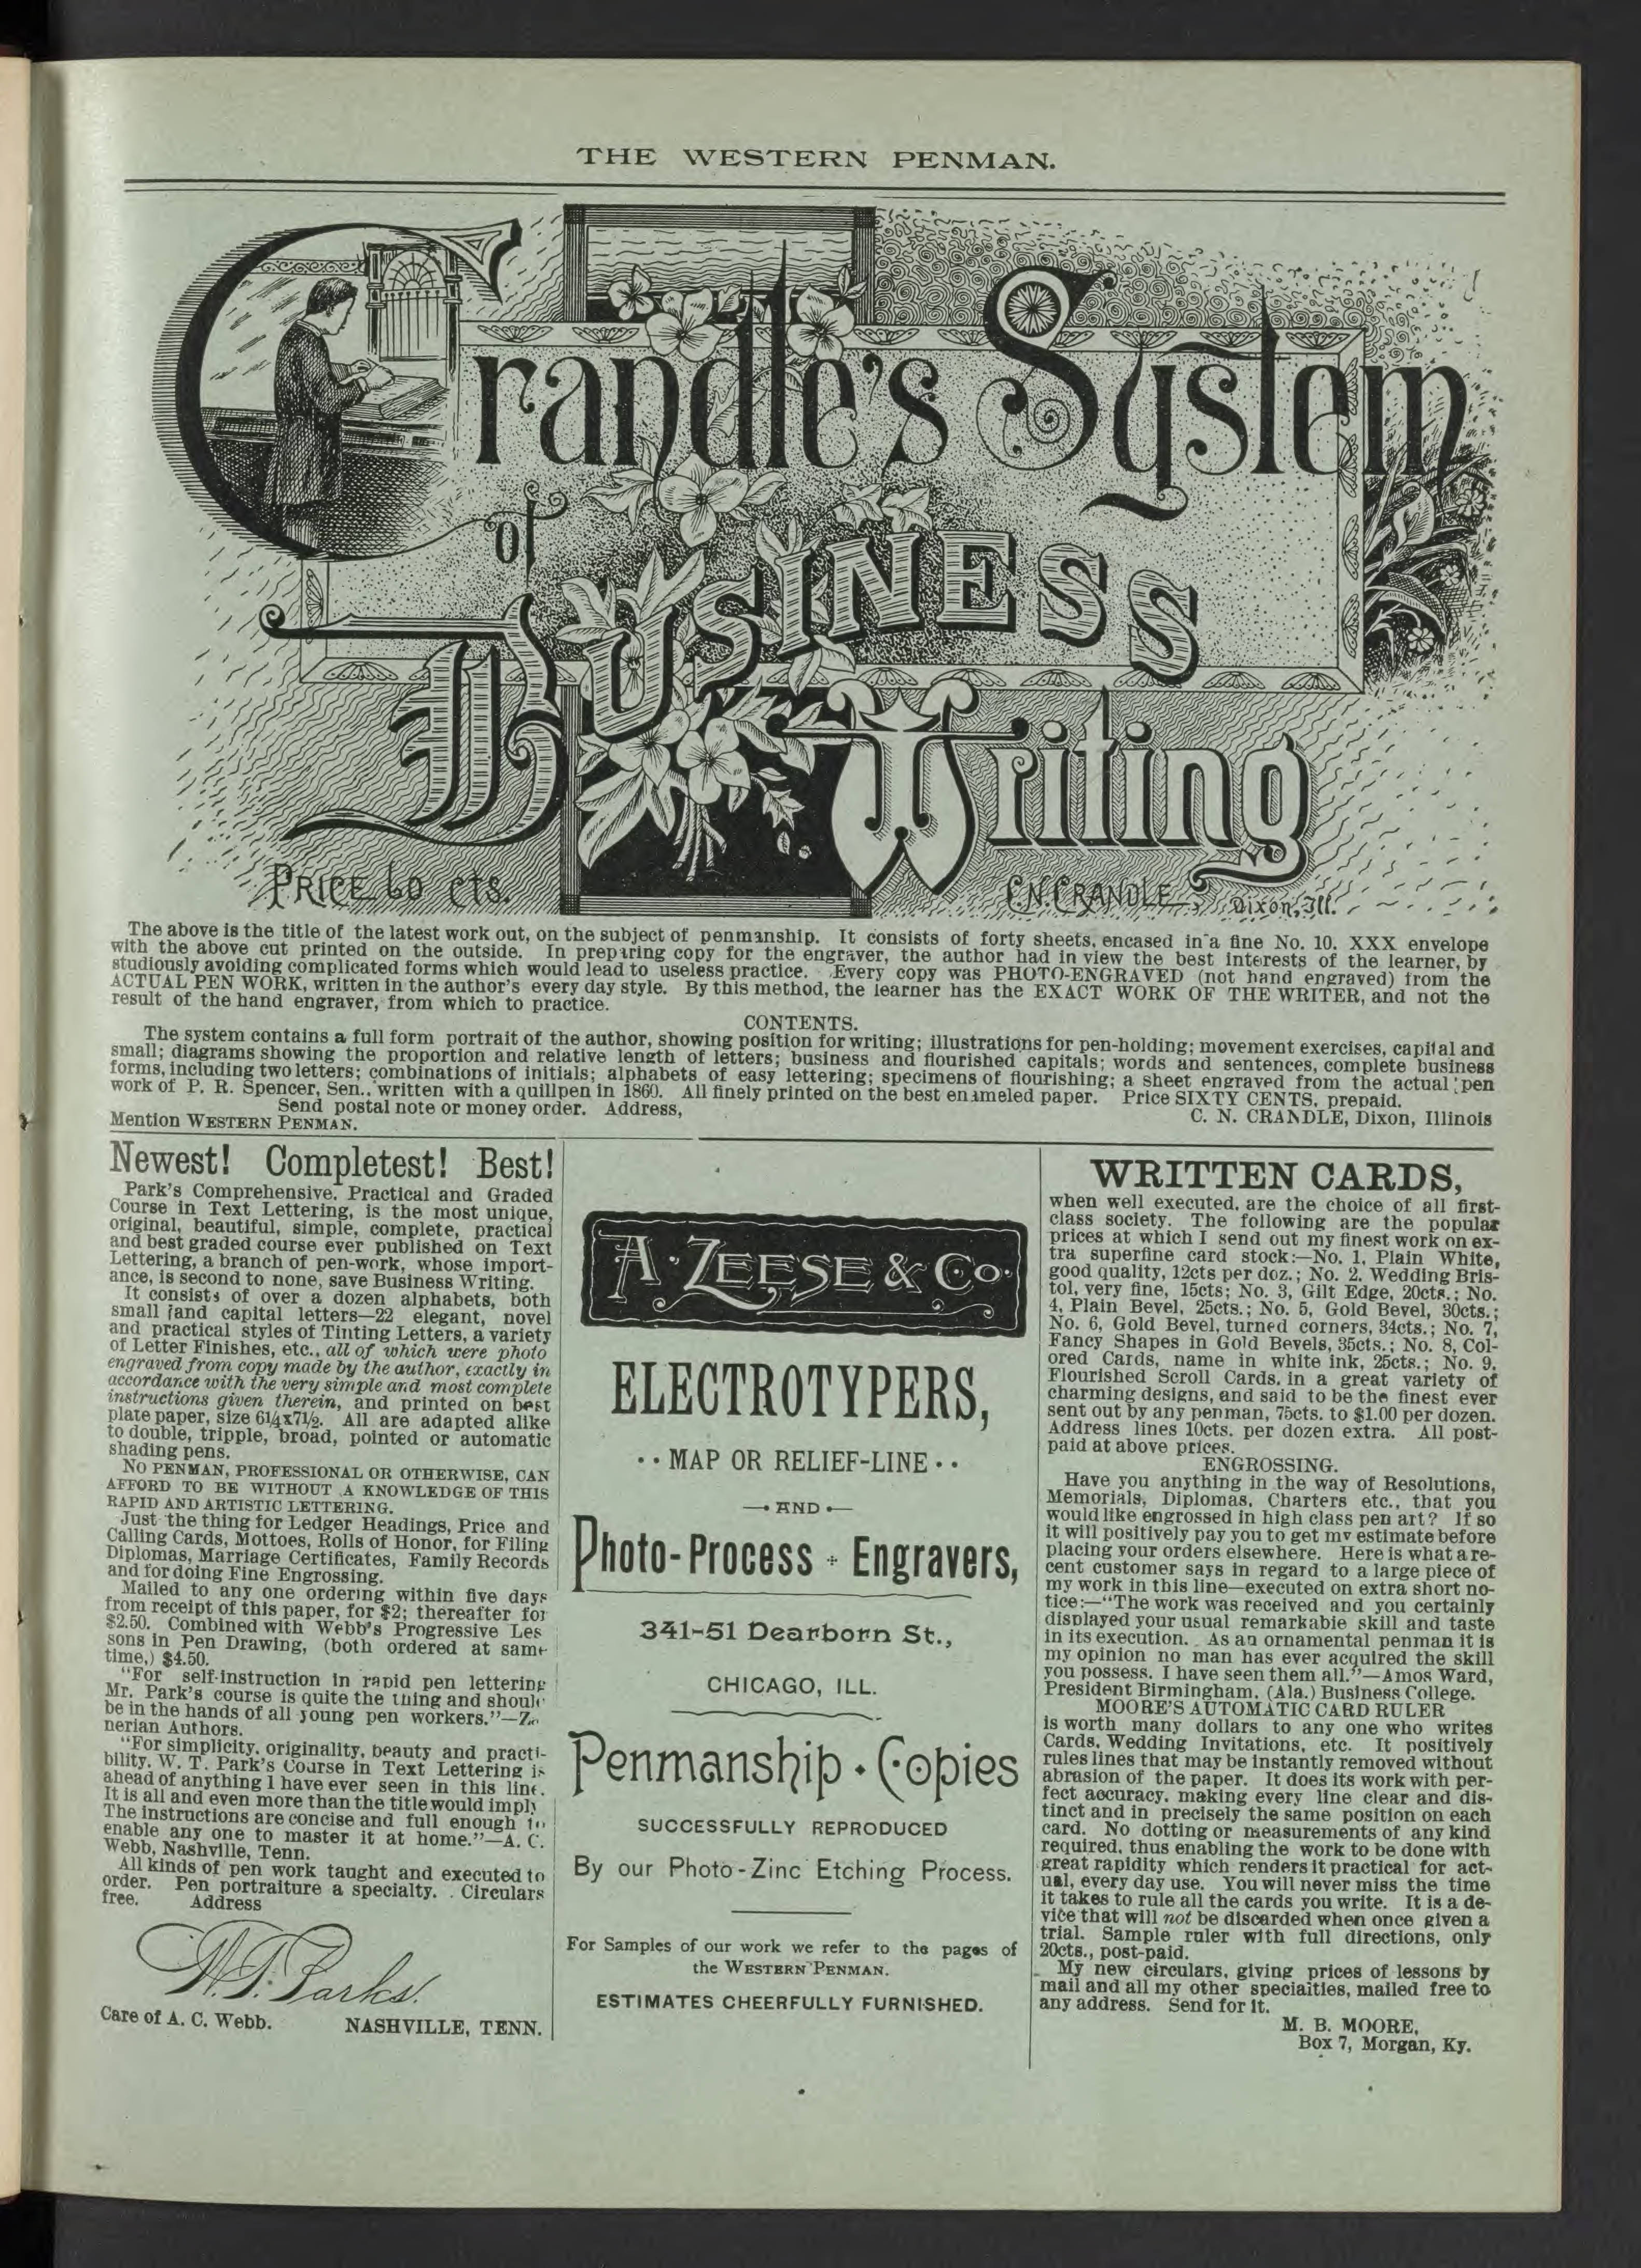 THE WESTERN PENMAN.
Crandle's System
of
Business
Writing
PRICE 60 cts.
C.N. CRANDLE, Dixon, Ill.
The above is the title of the latest work out, on the subject of penmanship. It consists of forty sheets, encased in a fine No. 10. XXX envelope
with the above cut printed on the outside. In preparing copy for the engraver, the author had in view the best interests of the learner, by
studiously avoiding complicated forms which would lead to useless practice. Every copy was PHOTO-ENGRAVED (not hand engraved) from the
ACTUAL PEN WORK, written in the author's every day style. By this method, the learner has the EXACT WORK OF THE WRITER, and not the
result of the hand engraver, from which to practice.
CONTENTS.
The system contains a full form portrait of the author, showing position for writing; illustrations for pen-holding; movement exercises, capital and
small; diagrams showing the proportion and relative length of letters; business and flourished capitals; words and sentences, complete business
forms, including two letters; combinations of initials; alphabets of easy lettering; specimens of flourishing; a sheet engraved from the actual pen
work of P. R. Spencer, Sen., written with a quillpen in 1860. All finely printed on the best enameled paper. Price SIXTY CENTS, prepaid.
Send postal note or money order. Address,
Mention WESTERN PENMAN. C. N. CRANDLE, Dixon, Illinois
Newest! Completest! Best!
Park's Comprehensive, Practical and Graded
Course in Text Lettering, is the most unique,
original, beautiful, simple, complete, practical
and best graded course ever published on Text
Lettering, a branch of pen-work, whose import-
ance, is second to none, save Business Writing.
It consists of over a dozen alphabets, both
small and capital letters—22 elegant, novel
and practical styles of Tinting Letters, a variety
of Letter Finishes, etc., all of which were photo
engraved from copy made by the author, exactly in
accordance with the very simple and most complete
instructions given therein, and printed on best
plate paper, size 6¼x7½. All are adapted alike
to double, tripple, broad, pointed or automatic
shading pens.
NO PENMAN, PROFESSIONAL OR OTHERWISE, CAN
AFFORD TO BE WITHOUT A KNOWLEDGE OF THIS
RAPID AND ARTISTIC LETTERING.
Just the thing for Ledger Headings, Price and
Calling Cards, Mottoes, Rolls of Honor, for Filing
Diplomas, Marriage Certificates, Family Records
and for doing Fine Engrossing.
Mailed to any one ordering within five days
from receipt of this paper, for $2; thereafter for
$2.50. Combined with Webb's Progressive Les
sons in Pen Drawing, (both ordered at same
time,) $4.50.
"For self-instruction in rapid pen lettering
Mr. Park's course is quite the thing and should
be in the hands of all young pen workers."—Za
nerian Authors.
"For simplicity, originality, beauty and practi-
bility, W. T. Park's Course in Text Lettering is
ahead of anything I have ever seen in this line.
It is all and even more than the title would imply
The instructions are concise and full enough to
enable any one to master it at home."—A. C.
Webb, Nashville, Tenn.
All kinds of pen work taught and executed to
order. Pen portraiture a specialty. Circulars
free. Address
W. T. Parks.
Care of A. C. Webb. NASHVILLE, TENN.
A. ZEESE & Co.
ELECTROTYPERS,
MAP OR RELIEF-LINE
AND
Photo-Process Engravers,
341-51 Dearborn St.,
CHICAGO, ILL.
Penmanship Copies
SUCCESSFULLY REPRODUCED
By our Photo-Zinc Etching Process.
For Samples of our work we refer to the pages of
the WESTERN PENMAN.
ESTIMATES CHEERFULLY FURNISHED.
WRITTEN CARDS,
when well executed, are the choice of all first-
class society. The following are the popular
prices at which I send out my finest work on ex-
tra superfine card stock:—No. 1, Plain White,
good quality, 12cts per doz.; No. 2, Wedding Bris-
tol, very fine, 15cts; No. 3, Gilt Edge, 20cts.; No.
4, Plain Bevel, 25cts.; No. 5, Gold Bevel, 30cts.;
No. 6, Gold Bevel, turned corners, 34cts.; No. 7,
Fancy Shapes in Gold Bevels, 35cts.; No. 8, Col-
ored Cards, name in white ink, 25cts.; No. 9,
Flourished Scroll Cards, in a great variety of
charming designs, and said to be the finest ever
sent out by any penman, 75cts. to $1.00 per dozen.
Address lines 10cts. per dozen extra. All post-
paid at above prices.
ENGROSSING.
Have you anything in the way of Resolutions,
Memorials, Diplomas, Charters etc., that you
would like engrossed in high class pen art? If so
it will positively pay you to get my estimate before
placing your orders elsewhere. Here is what a re-
cent customer says in regard to a large piece of
my work in this line—executed on extra short no-
tice:—"The work was received and you certainly
displayed your usual remarkable skill and taste
in its execution. As an ornamental penman it is
my opinion no man has ever acquired the skill
you possess. I have seen them all."—Amos Ward,
President Birmingham, (Ala.) Business College.
MOORE'S AUTOMATIC CARD RULER
is worth many dollars to any one who writes
Cards, Wedding Invitations, etc. It positively
rules lines that may be instantly removed without
abrasion of the paper. It does its work with per-
fect accuracy, making every line clear and dis-
tinct and in precisely the same position on each
card. No dotting or measurements of any kind
required, thus enabling the work to be done with
great rapidity which renders it practical for act-
ual, every day use. You will never miss the time
it takes to rule all the cards you write. It is a de-
vice that will not be discarded when once given a
trial. Sample ruler with full directions, only
20cts., post-paid.
My new circulars, giving prices of lessons by
mail and all my other specialties, mailed free to
any address. Send for it.
M. B. MOORE,
Box 7, Morgan, Ky.